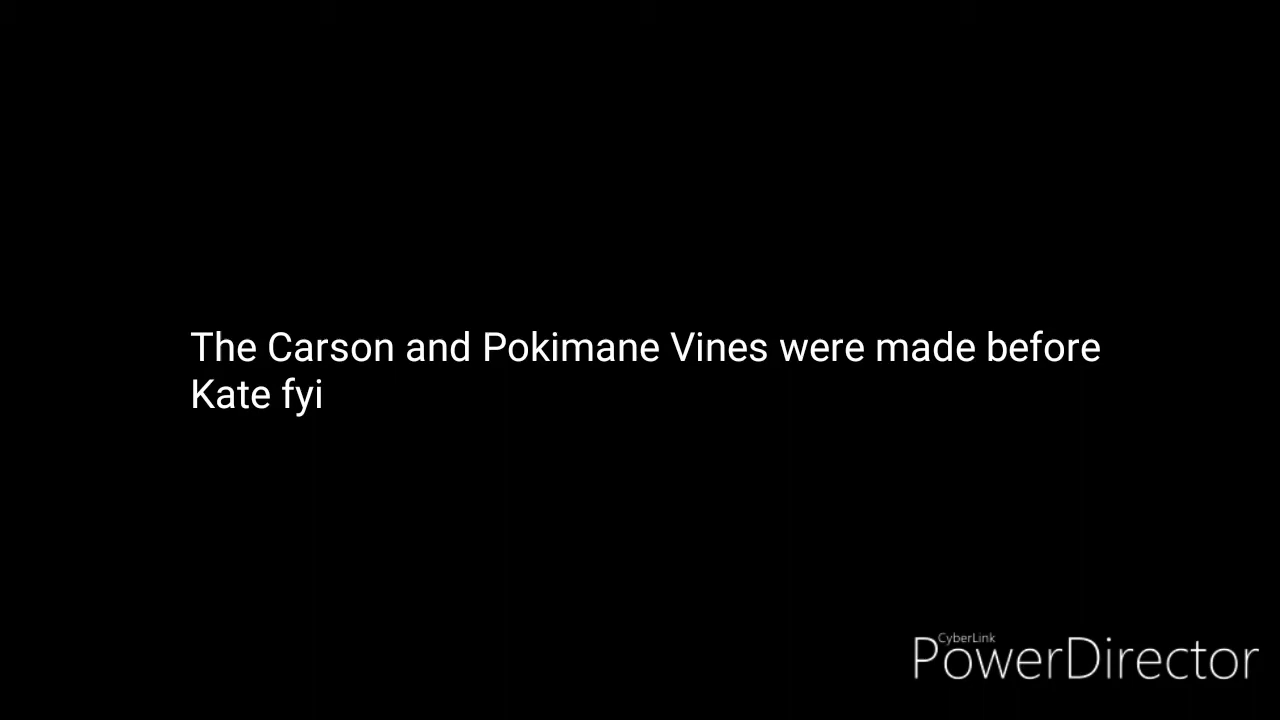 The Carson and Pokimane Vines were made before
Kate fyi
CyberLink
PowerDirector